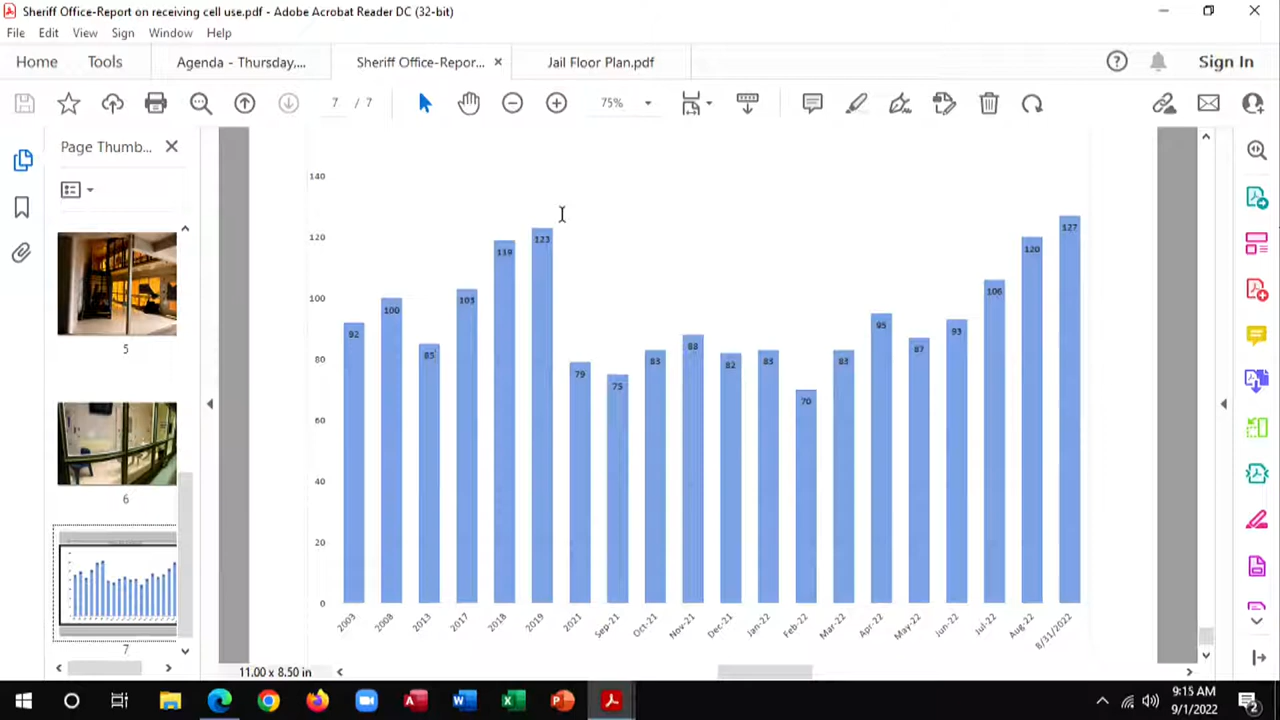 Sheriff Office-Report on receiving cell use.pdf - Adobe Acrobat Reader DC (32-bit)
File Edit View Sign Window Help
Home Tools Agenda - Thursday,... Sheriff Office-Repor... × Jail Floor Plan.pdf Sign In
7 / 7 75%
Page Thumb...
5
6
7
140
120
100
80
60
40
20
0
92 100 85 103 119 123 79 75 83 88 82 83 70 83 95 87 93 106 120 127
2003 2008 2013 2017 2018 2019 2021 Sep-21 Oct-21 Nov-21 Dec-21 Jan-22 Feb-22 Mar-22 Apr-22 May-22 Jun-22 Jul-22 Aug-22 8/31/2022
11.00 x 8.50 in
9:15 AM
9/1/2022
2